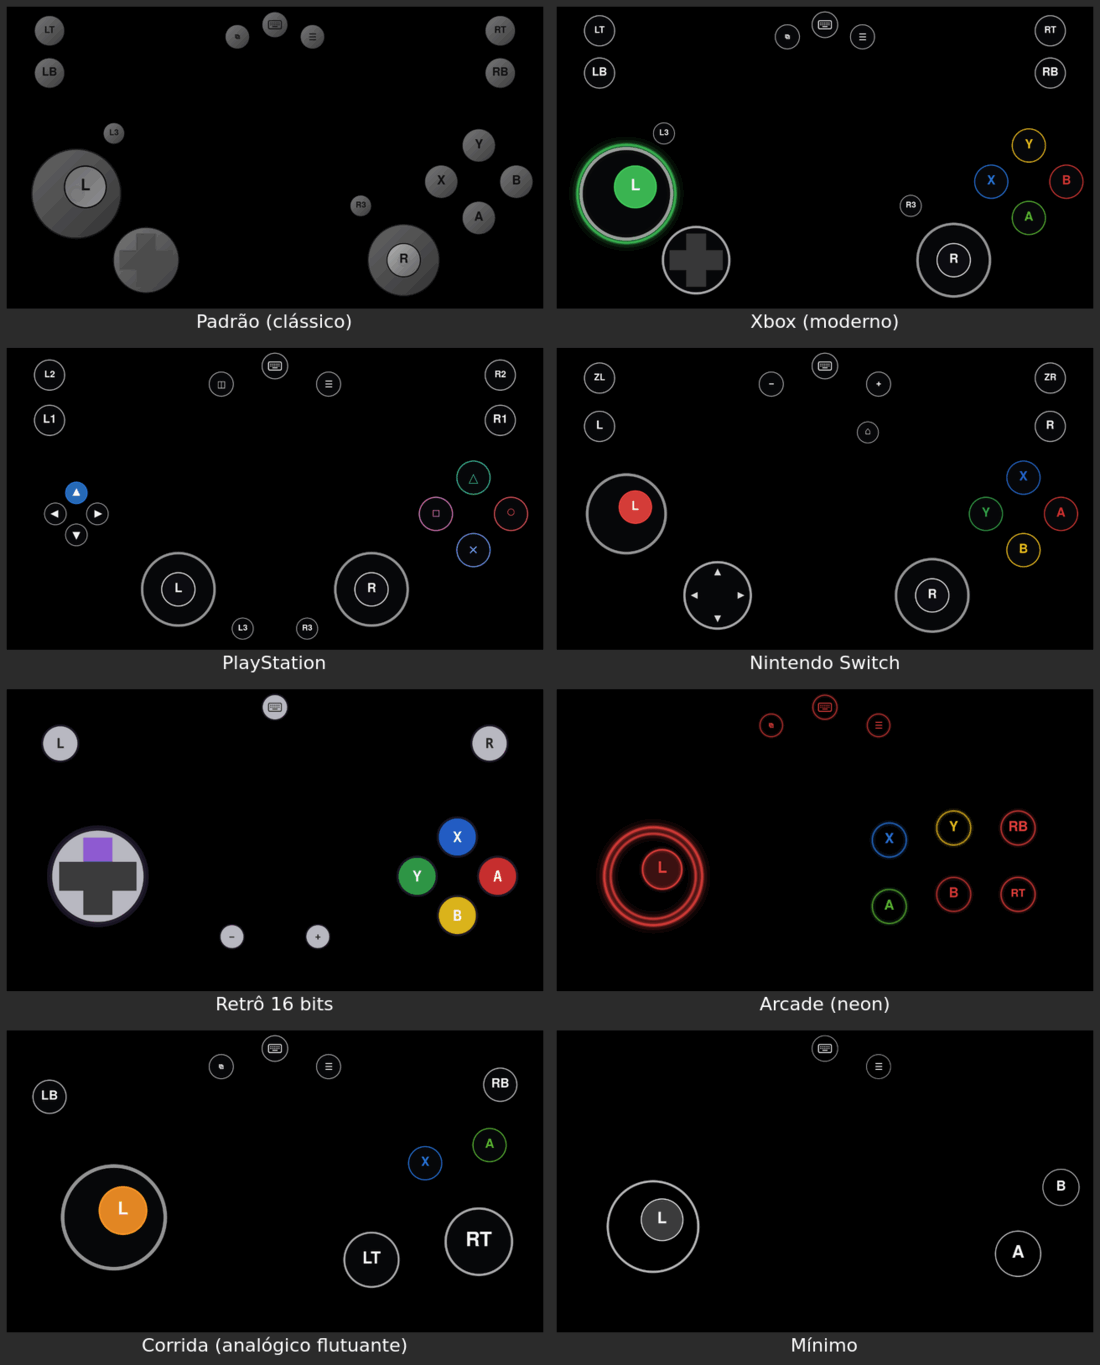 LT
RT
LB
RB
L3
Y
L
X
B
R3
A
R
Padrão (clássico)
LT
RT
LB
RB
L3
Y
L
X
B
R3
A
R
Xbox (moderno)
L2
R2
L1
R1
L
R
L3
R3
PlayStation
ZL
ZR
L
R
X
L
Y
A
B
R
Nintendo Switch
L
R
X
Y
A
B
Retrô 16 bits
Y
RB
X
L
B
RT
A
Arcade (neon)
RB
LB
A
X
L
RT
LT
Corrida (analógico flutuante)
B
L
A
Mínimo